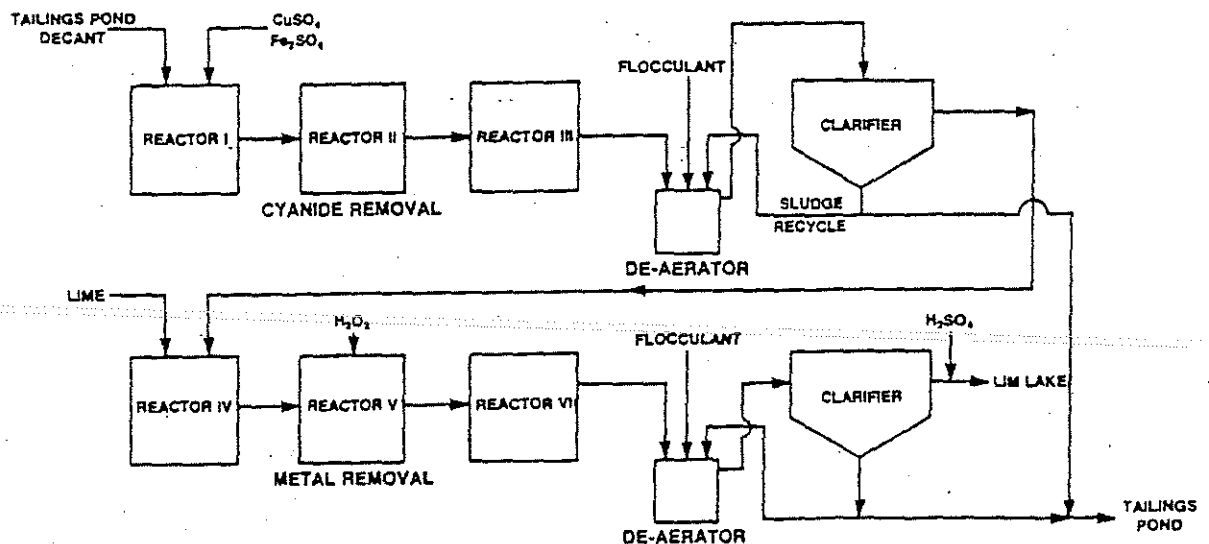 TAILINGS POND
DECANT
CuSO₄
Fe₂SO₄
FLOCCULANT
REACTOR I
REACTOR II
REACTOR III
CLARIFIER
CYANIDE REMOVAL
SLUDGE
RECYCLE
DE-AERATOR
LIME
H₂O₂
FLOCCULANT
H₂SO₄
REACTOR IV
REACTOR V
REACTOR VI
CLARIFIER
LIM LAKE
METAL REMOVAL
DE-AERATOR
TAILINGS
POND